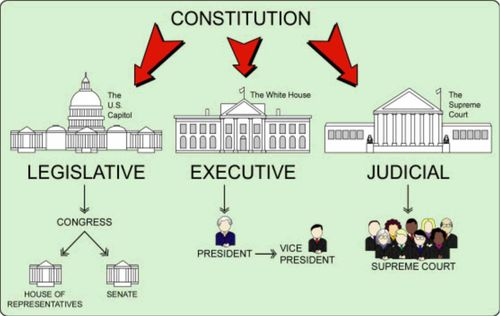 CONSTITUTION
The
U.S.
Capitol
The White House
The
Supreme
Court
LEGISLATIVE
EXECUTIVE
JUDICIAL
CONGRESS
PRESIDENT
VICE
PRESIDENT
SUPREME COURT
HOUSE OF
REPRESENTATIVES
SENATE